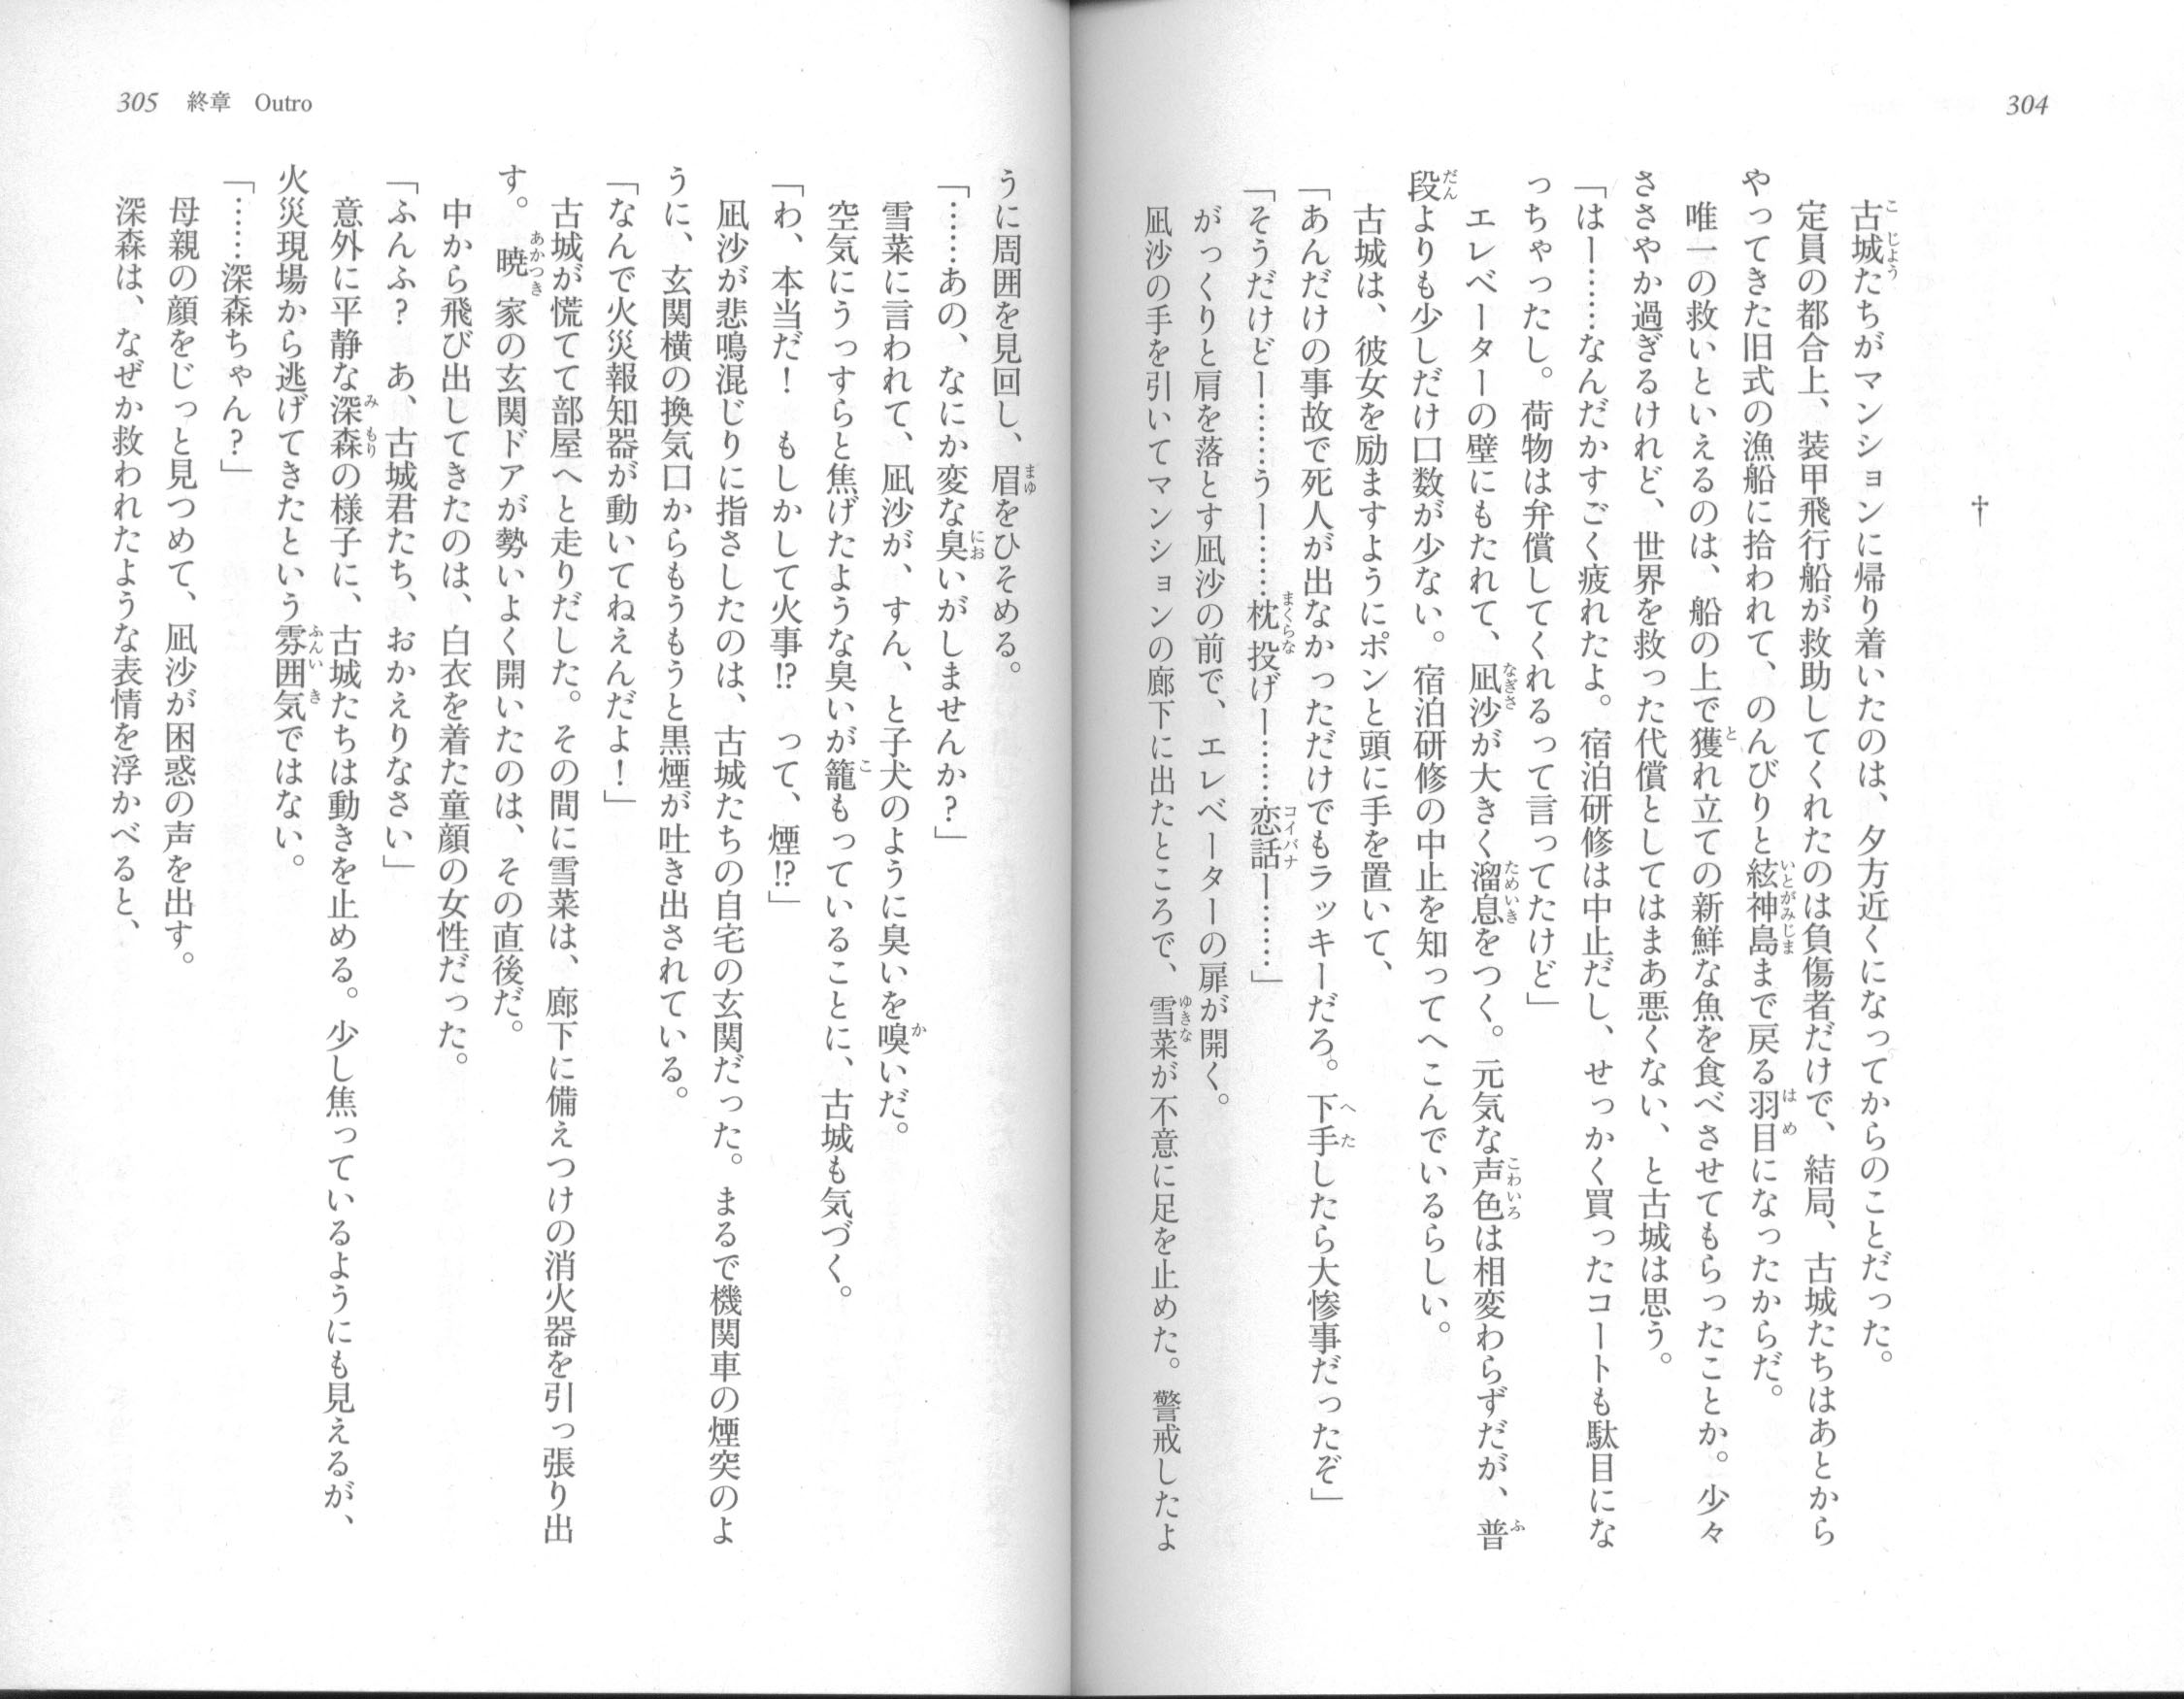 304
†
古城たちがマンションに帰り着いたのは、夕方近くになってからのことだった。
定員の都合上、装甲飛行船が救助してくれたのは負傷者だけで、結局、古城たちはあとから
やってきた旧式の漁船に拾われて、のんびりと絃神島まで戻る羽目になったからだ。
唯一の救いといえるのは、船の上で獲れ立ての新鮮な魚を食べさせてもらったことか。少々
ささやか過ぎるけれど、世界を救った代償としてはまあ悪くない、と古城は思う。
「はー……なんだかすごく疲れたよ。宿泊研修は中止だし、せっかく買ったコートも駄目にな
っちゃったし。荷物は弁償してくれるって言ってたけど」
エレベーターの壁にもたれて、凪沙が大きく溜息をつく。元気な声色は相変わらずだが、普
段よりも少しだけ口数が少ない。宿泊研修の中止を知ってへこんでいるらしい。
古城は、彼女を励ますようにポンと頭に手を置いて、
「あんだけの事故で死人が出なかっただけでもラッキーだろ。下手したら大惨事だったぞ」
「そうだけどー……うー……枕投げー……恋話ー……」
がっくりと肩を落とす凪沙の前で、エレベーターの扉が開く。
凪沙の手を引いてマンションの廊下に出たところで、雪菜が不意に足を止めた。警戒したよ
305 終章 Outro
うに周囲を見回し、眉をひそめる。
「……あの、なにか変な臭いがしませんか？」
雪菜に言われて、凪沙が、すん、と子犬のように臭いを嗅いだ。
空気にうっすらと焦げたような臭いが籠もっていることに、古城も気づく。
「わ、本当だ！　もしかして火事!?　って、煙!?」
凪沙が悲鳴混じりに指さしたのは、古城たちの自宅の玄関だった。まるで機関車の煙突のよ
うに、玄関横の換気口からもうもうと黒煙が吐き出されている。
「なんで火災報知器が動いてねえんだよ！」
古城が慌てて部屋へと走りだした。その間に雪菜は、廊下に備えつけの消火器を引っ張り出
す。暁家の玄関ドアが勢いよく開いたのは、その直後だ。
中から飛び出してきたのは、白衣を着た童顔の女性だった。
「ふんふ？　あ、古城君たち、おかえりなさい」
意外に平静な深森の様子に、古城たちは動きを止める。少し焦っているようにも見えるが、
火災現場から逃げてきたという雰囲気ではない。
「……深森ちゃん？」
母親の顔をじっと見つめて、凪沙が困惑の声を出す。
深森は、なぜか救われたような表情を浮かべると、